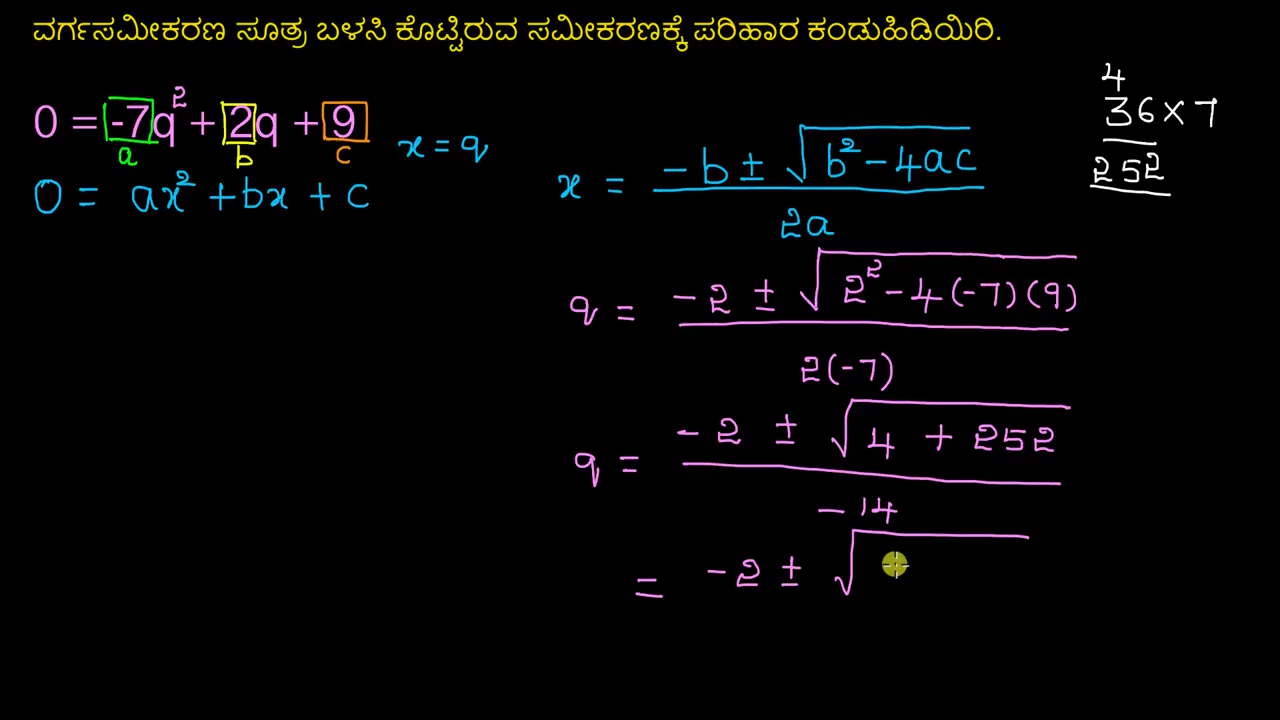 ವರ್ಗಸಮೀಕರಣ ಸೂತ್ರ ಬಳಸಿ ಕೊಟ್ಟಿರುವ ಸಮೀಕರಣಕ್ಕೆ ಪರಿಹಾರ ಕಂಡುಹಿಡಿಯಿರಿ.
0 = -7q² + 2q + 9
a b c
x = q
0 = ax² + bx + c
x = -b ± √b² - 4ac
2a
q = -2 ± √2² - 4(-7)(9)
2(-7)
q = -2 ± √4 + 252
-14
= -2 ± √
4
36 × 7
252